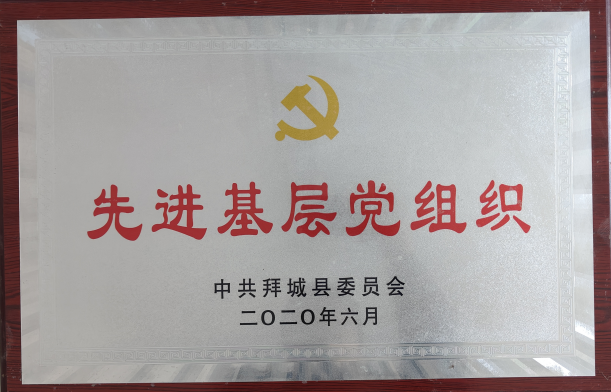 先进基层党组织
中共拜城县委员会
二〇二〇年六月